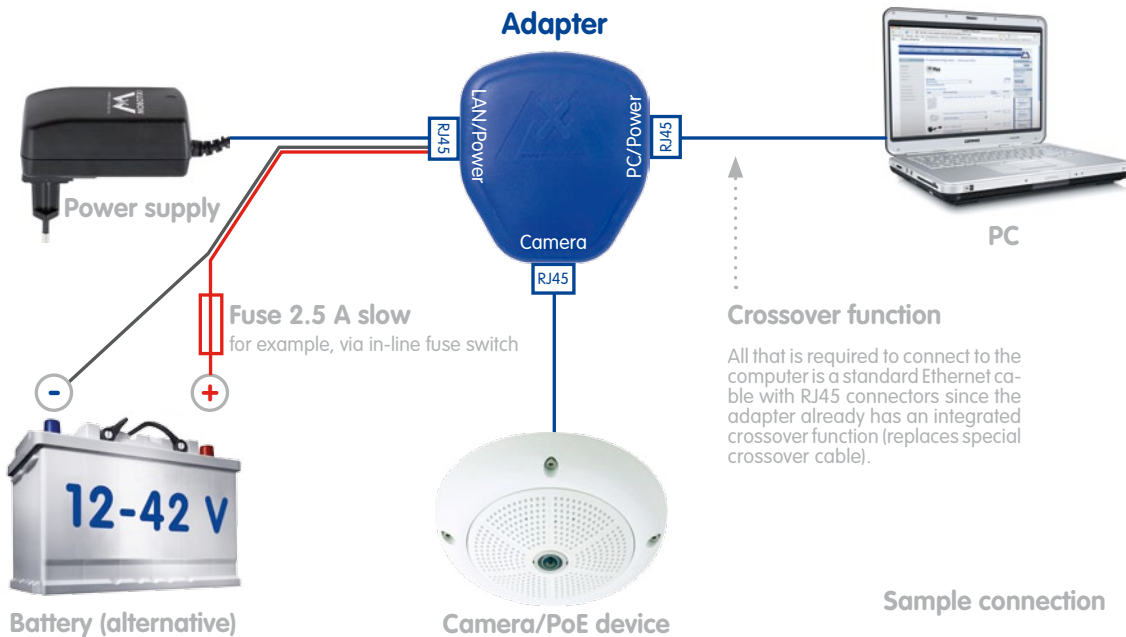 Adapter
LAN/Power
PC/Power
Camera
RJ45
RJ45
RJ45
Power supply
PC
Fuse 2.5 A slow
for example, via in-line fuse switch
-
+
12-42 V
Battery (alternative)
Camera/PoE device
Crossover function
All that is required to connect to the
computer is a standard Ethernet ca-
ble with RJ45 connectors since the
adapter already has an integrated
crossover function (replaces special
crossover cable).
Sample connection